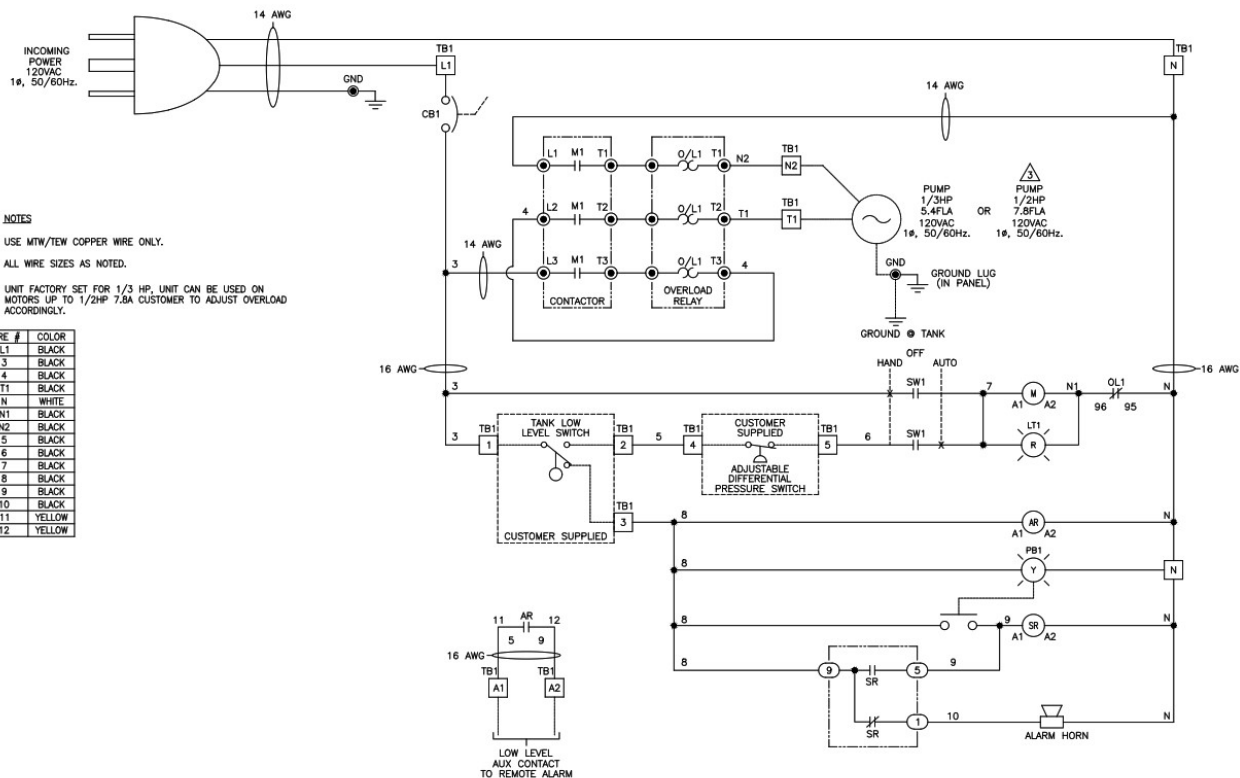 14 AWG
INCOMING
POWER
120VAC
1ø, 50/60Hz.
GND
TB1
L1
TB1
N
CB1
14 AWG
L1 M1 T1
O/L1 T1
N2
TB1
N2
4
L2 M1 T2
O/L1 T2
T1
TB1
T1
14 AWG
3
L3 M1 T3
O/L1 T3
4
CONTACTOR
OVERLOAD
RELAY
PUMP
1/3HP
5.4FLA
120VAC
1ø, 50/60Hz.
OR
3
PUMP
1/2HP
7.8FLA
120VAC
1ø, 50/60Hz.
GND
GROUND LUG
(IN PANEL)
GROUND @ TANK
NOTES
USE MTW/TEW COPPER WIRE ONLY.
ALL WIRE SIZES AS NOTED.
UNIT FACTORY SET FOR 1/3 HP, UNIT CAN BE USED ON
MOTORS UP TO 1/2HP 7.8A CUSTOMER TO ADJUST OVERLOAD
ACCORDINGLY.
RE # COLOR
L1 BLACK
3 BLACK
4 BLACK
T1 BLACK
N WHITE
N1 BLACK
N2 BLACK
5 BLACK
6 BLACK
7 BLACK
8 BLACK
9 BLACK
10 BLACK
11 YELLOW
12 YELLOW
16 AWG
16 AWG
OFF
HAND AUTO
3
SW1
7
M
A1 A2
N1
OL1
96 95
N
3
TB1
1
TANK LOW
LEVEL SWITCH
TB1
2
5
TB1
4
CUSTOMER
SUPPLIED
ADJUSTABLE
DIFFERENTIAL
PRESSURE SWITCH
TB1
5
6
SW1
LT1
R
TB1
3
CUSTOMER SUPPLIED
8
AR
A1 A2
N
8
PB1
Y
N
8
9
SR
A1 A2
N
8
9
SR
5
9
SR
1
10
ALARM HORN
N
11 AR 12
5 9
16 AWG
TB1 TB1
A1 A2
LOW LEVEL
AUX CONTACT
TO REMOTE ALARM